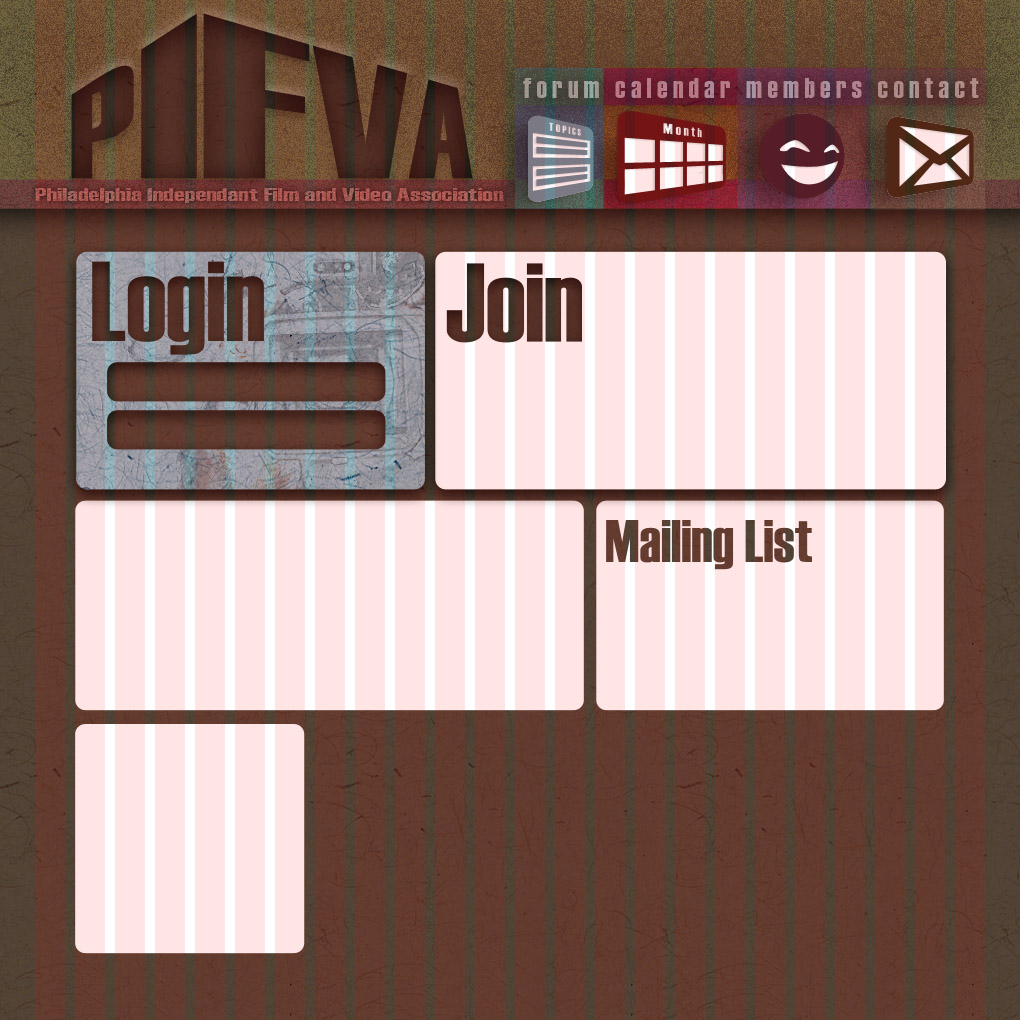 PIFVA
forum calendar members contact
TOPICS
Month
Philadelphia Independant Film and Video Association
Login
Join
Mailing List